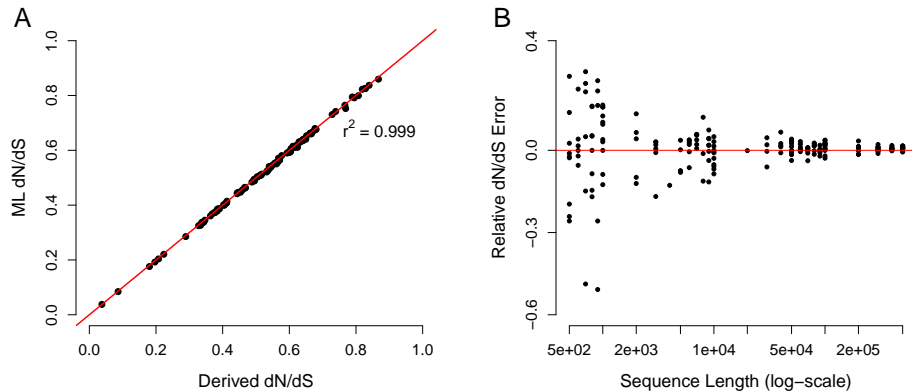 A
ML dN/dS
1.0
0.8
0.6
0.4
0.2
0.0
r² = 0.999
0.0 0.2 0.4 0.6 0.8 1.0
Derived dN/dS
B
Relative dN/dS Error
0.4
0.0
−0.3
−0.6
5e+02 2e+03 1e+04 5e+04 2e+05
Sequence Length (log−scale)